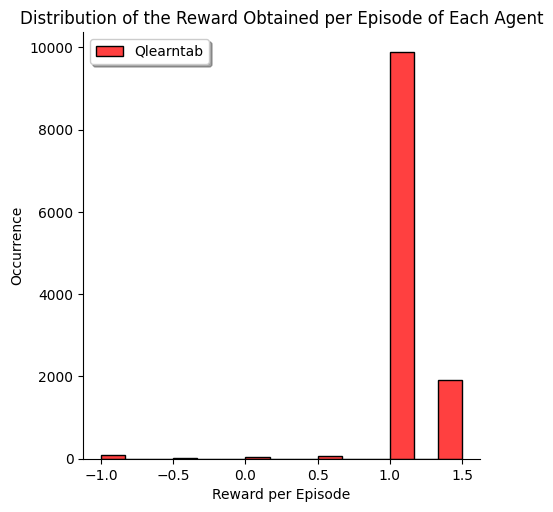 Distribution of the Reward Obtained per Episode of Each Agent
Qlearntab
10000
8000
6000
4000
2000
0
Occurrence
−1.0 −0.5 0.0 0.5 1.0 1.5
Reward per Episode